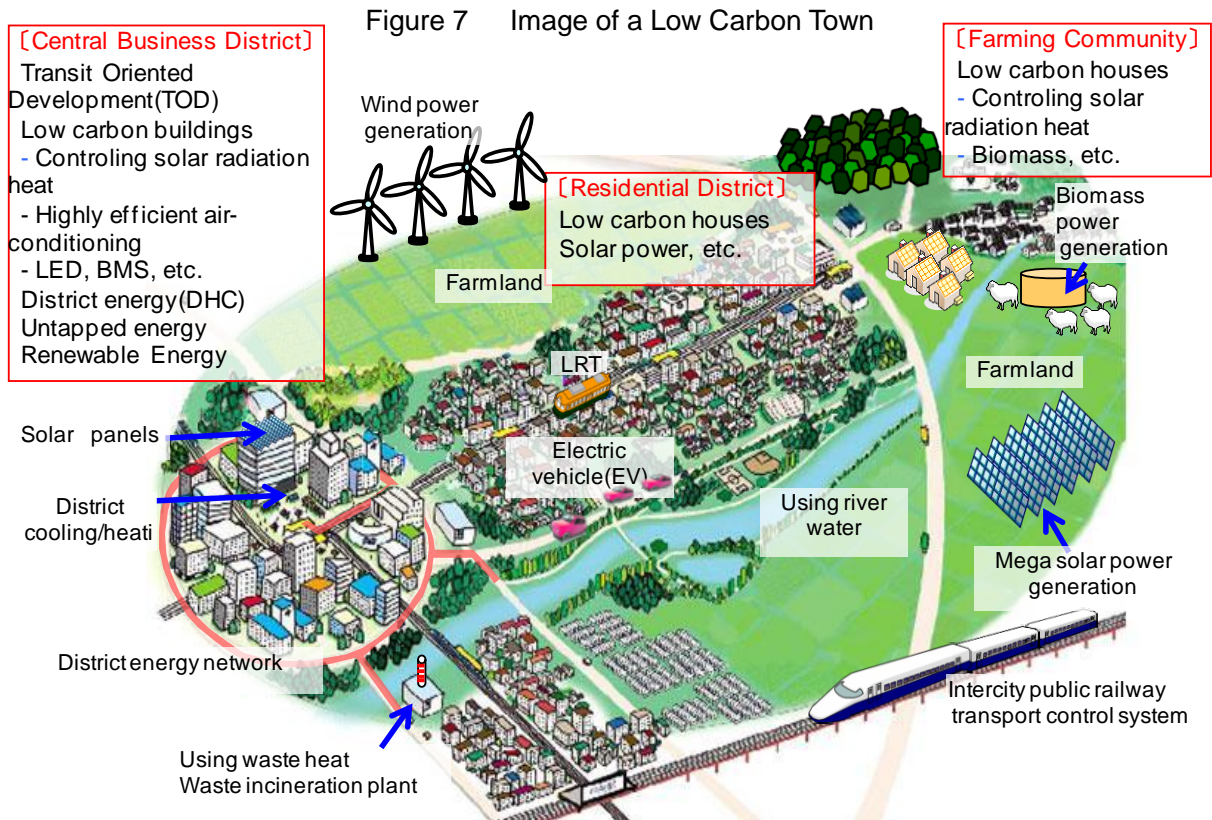 Figure 7 Image of a Low Carbon Town
〔Central Business District〕
Transit Oriented
Development(TOD)
Low carbon buildings
- Controling solar radiation
heat
- Highly efficient air-
conditioning
- LED, BMS, etc.
District energy(DHC)
Untapped energy
Renewable Energy
Wind power
generation
〔Residential District〕
Low carbon houses
Solar power, etc.
〔Farming Community〕
Low carbon houses
- Controling solar
radiation heat
- Biomass, etc.
Biomass
power
generation
Farmland
LRT
Farmland
Solar panels
Electric
vehicle(EV)
District
cooling/heati
Using river
water
Mega solar power
generation
District energy network
Intercity public railway
transport control system
Using waste heat
Waste incineration plant